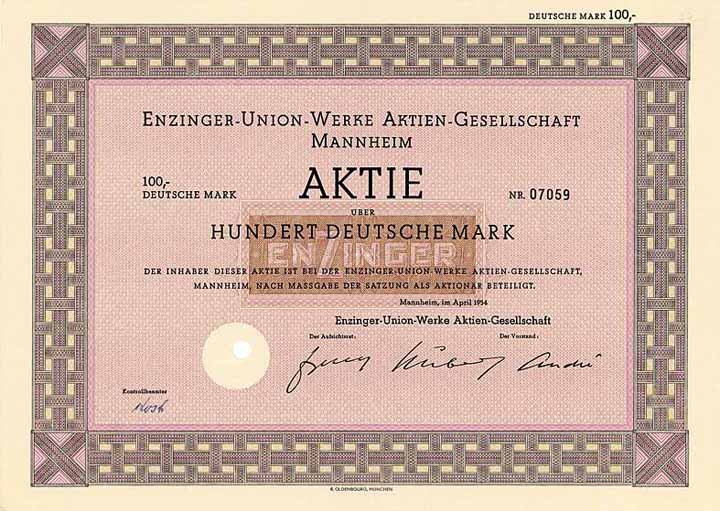 DEUTSCHE MARK 100,-
ENZINGER-UNION-WERKE AKTIEN-GESELLSCHAFT
MANNHEIM
100,-
DEUTSCHE MARK
AKTIE
NR. 07059
ÜBER
HUNDERT DEUTSCHE MARK
ENZINGER
DER INHABER DIESER AKTIE IST BEI DER ENZINGER-UNION-WERKE AKTIEN-GESELLSCHAFT,
MANNHEIM, NACH MASSGABE DER SATZUNG ALS AKTIONÄR BETEILIGT.
Mannheim, im April 1954
Enzinger-Union-Werke Aktien-Gesellschaft
Der Aufsichtsrat:
Der Vorstand:
André
Kontrollbeamter
R. OLDENBOURG, MÜNCHEN